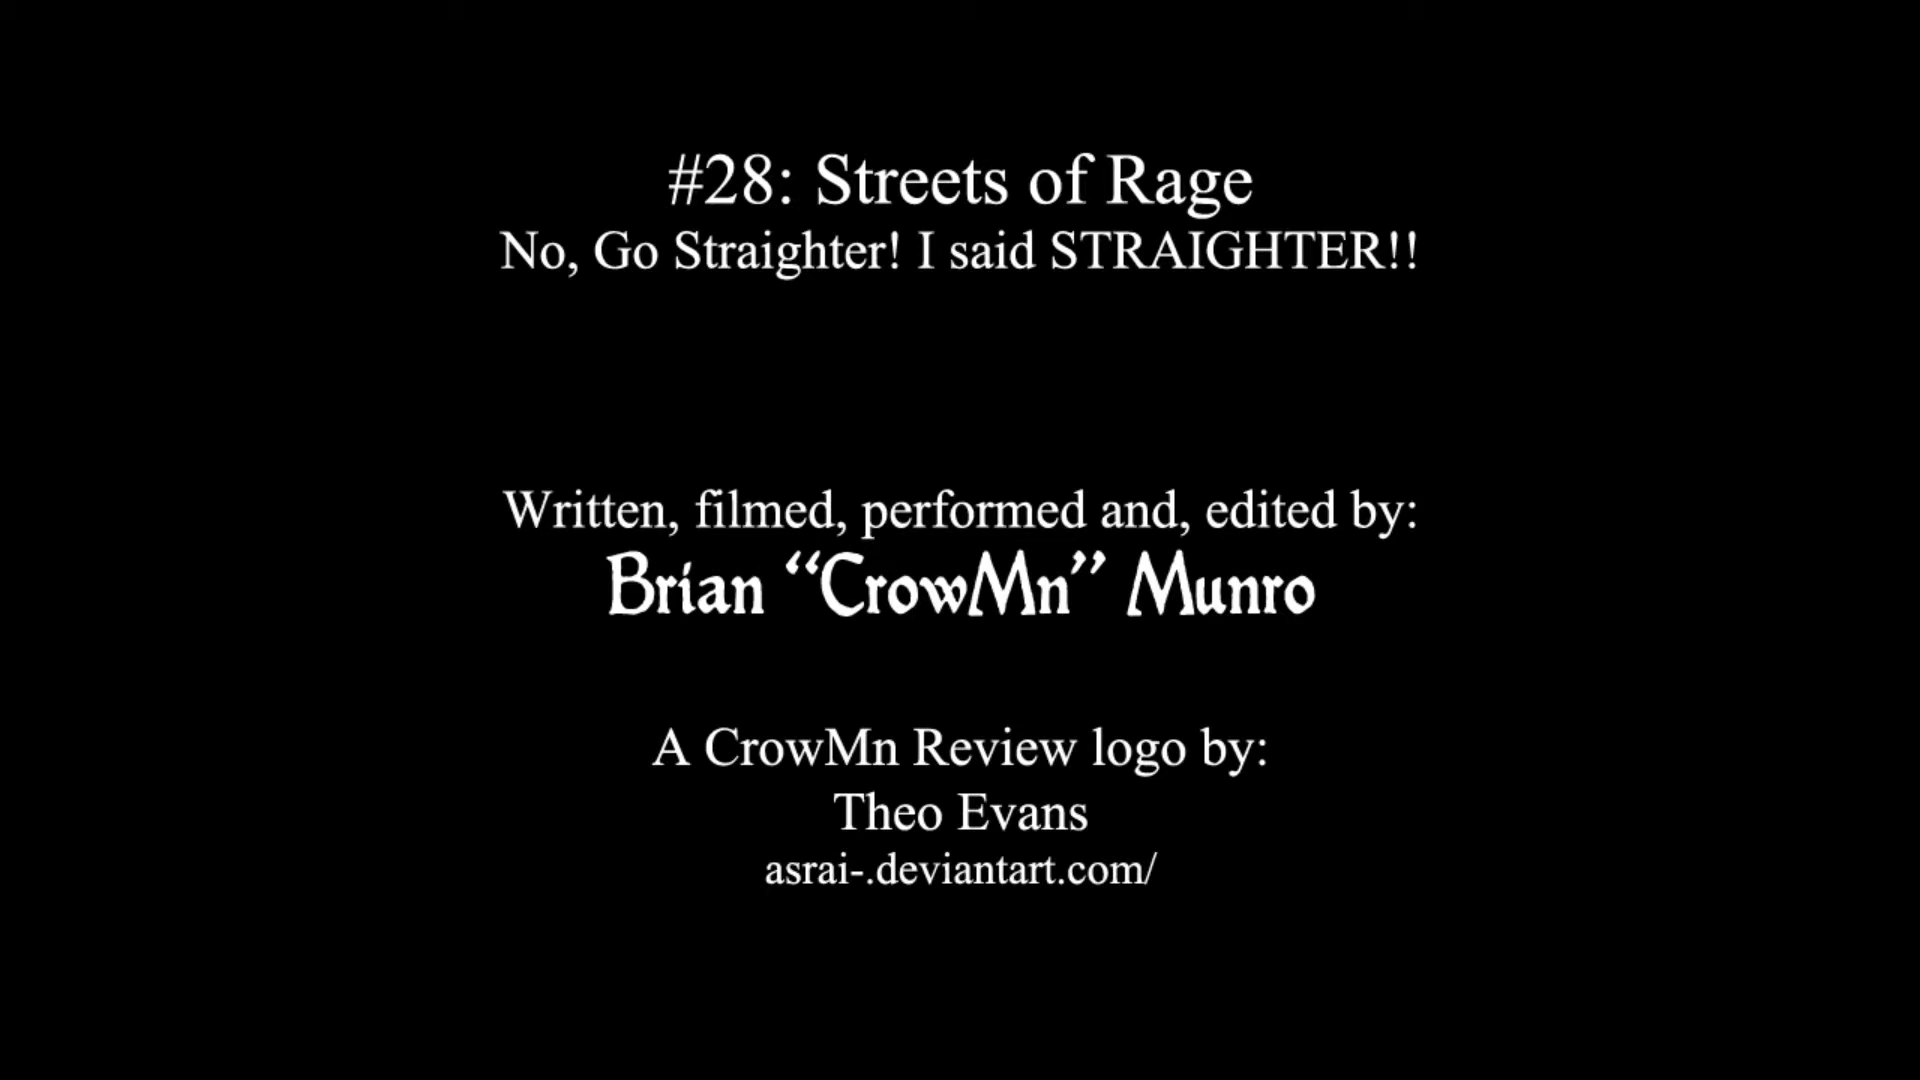 #28: Streets of Rage
No, Go Straighter! I said STRAIGHTER!!
Written, filmed, performed and, edited by:
Brian “CrowMn” Munro
A CrowMn Review logo by:
Theo Evans
asrai-.deviantart.com/